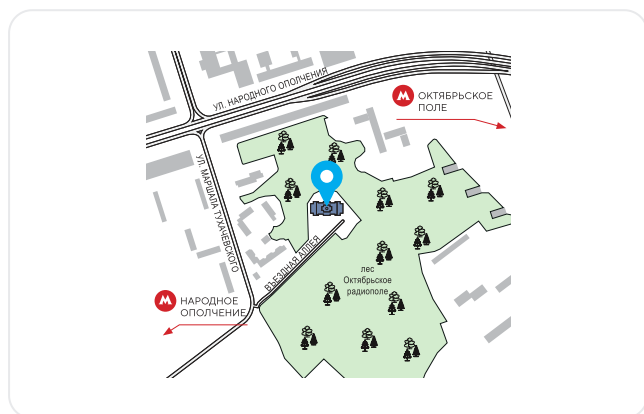 УЛ. НАРОДНОГО ОПОЛЧЕНИЯ
М ОКТЯБРЬСКОЕ
ПОЛЕ
УЛ. МАРШАЛА ТУХАЧЕВСКОГО
ВЪЕЗДНАЯ АЛЛЕЯ
лес
Октябрьское
радиополе
М НАРОДНОЕ
ОПОЛЧЕНИЕ